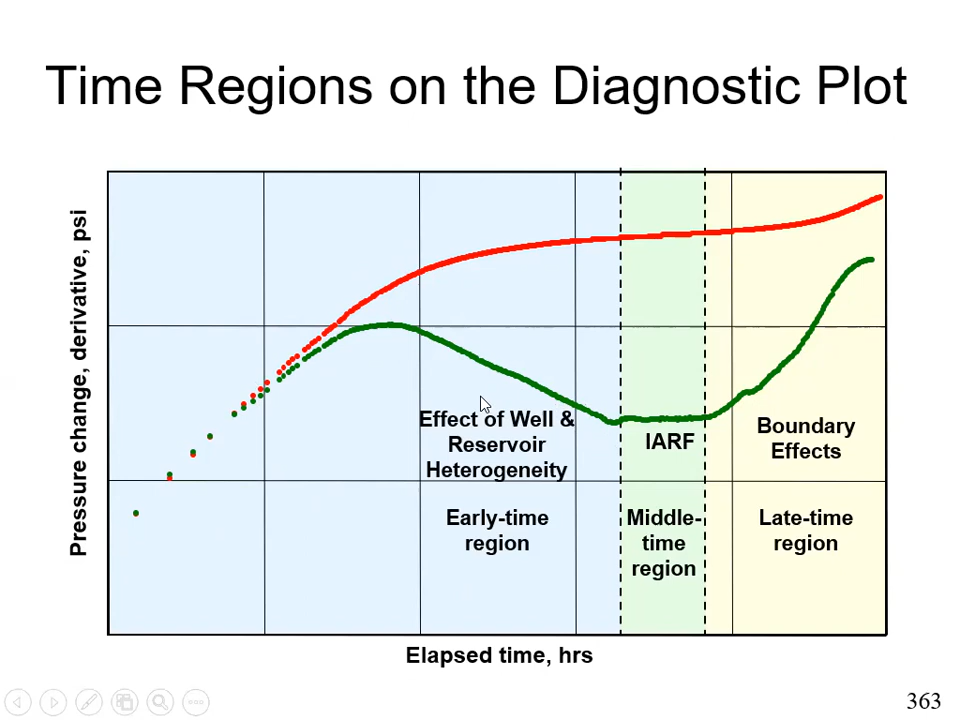 Time Regions on the Diagnostic Plot
Pressure change, derivative, psi
Effect of Well &
Reservoir
Heterogeneity
IARF
Boundary
Effects
Early-time
region
Middle-
time
region
Late-time
region
Elapsed time, hrs
363